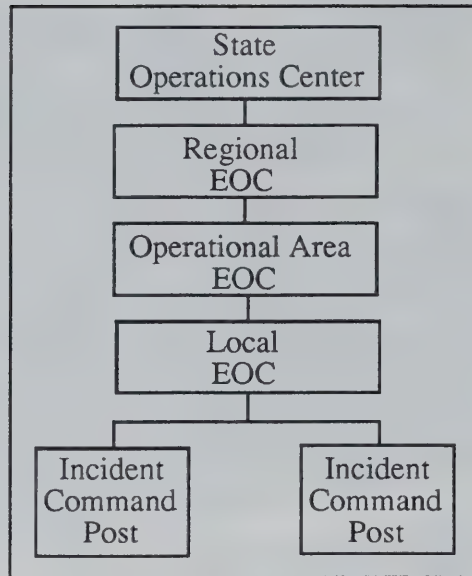 State
Operations Center
Regional
EOC
Operational Area
EOC
Local
EOC
Incident
Command
Post
Incident
Command
Post